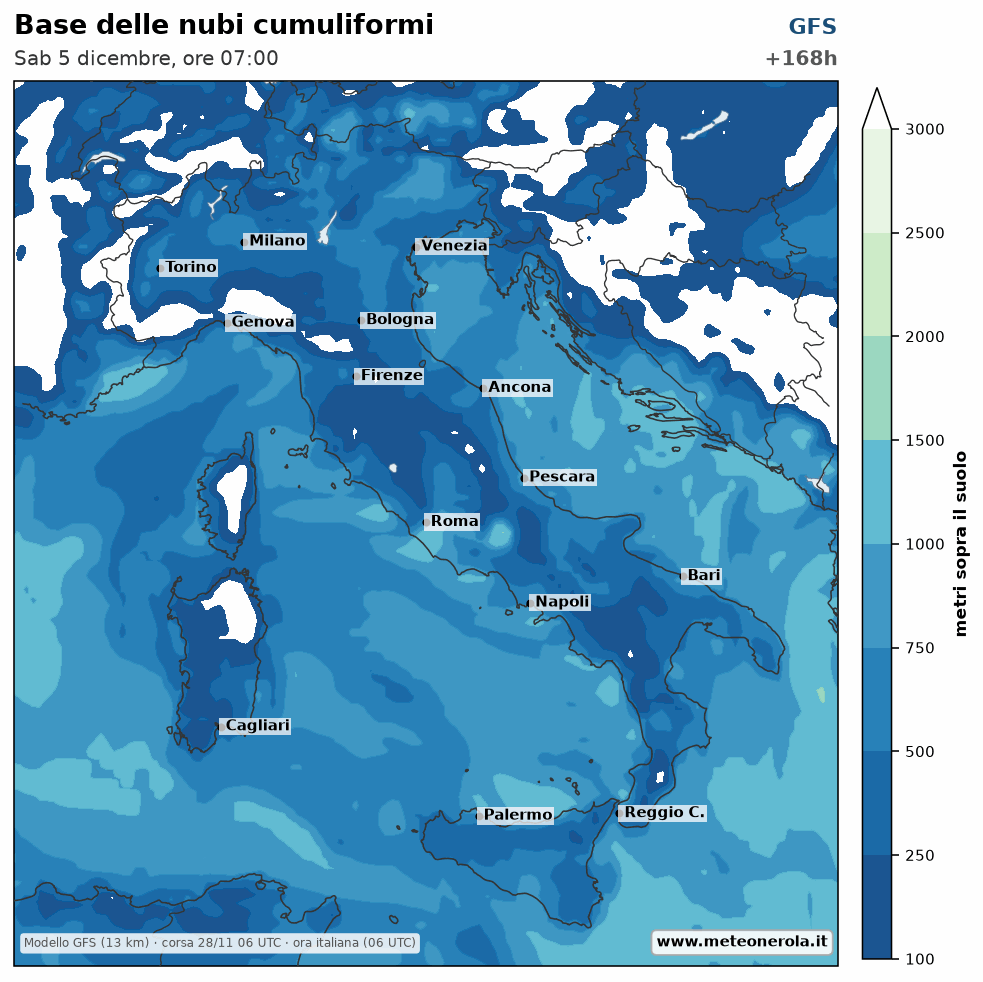 Base delle nubi cumuliformi
GFS
Sab 5 dicembre, ore 07:00
+168h
Milano
Venezia
Torino
Genova
Bologna
Firenze
Ancona
Pescara
Roma
Bari
Napoli
Cagliari
Palermo
Reggio C.
3000
2500
2000
1500
1000
750
500
250
100
metri sopra il suolo
Modello GFS (13 km) · corsa 28/11 06 UTC · ora italiana (06 UTC)
www.meteonerola.it